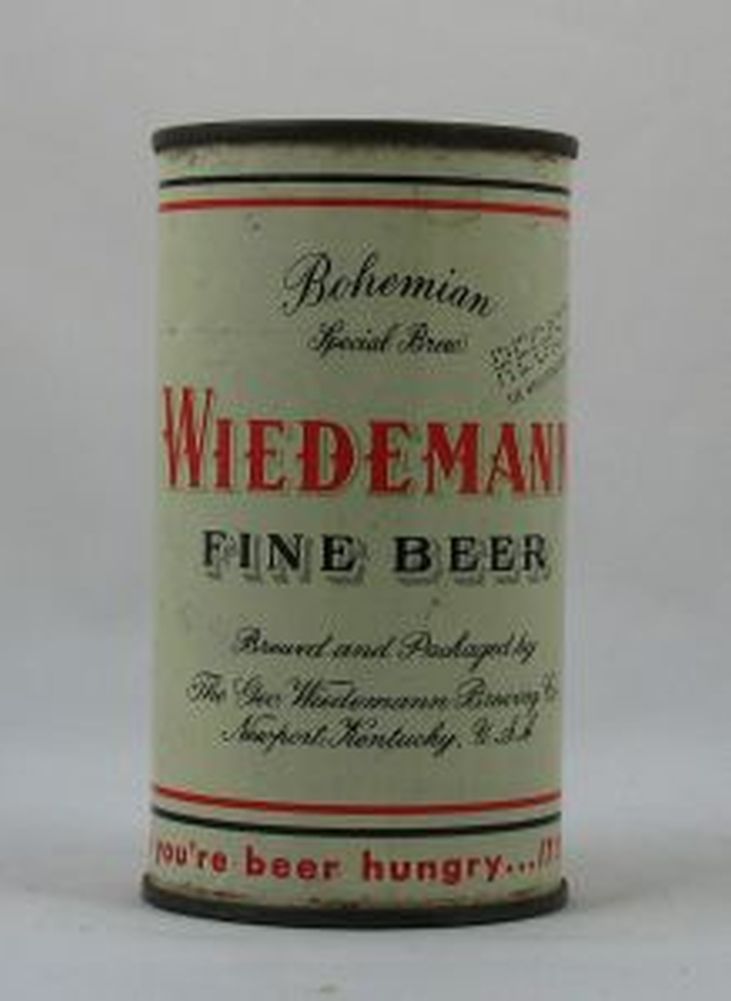 Bohemian
Special Brew
WIEDEMANN
FINE BEER
Brewed and Packaged by
The Geo. Wiedemann Brewing Co.
Newport, Kentucky, U.S.A.
you're beer hungry...